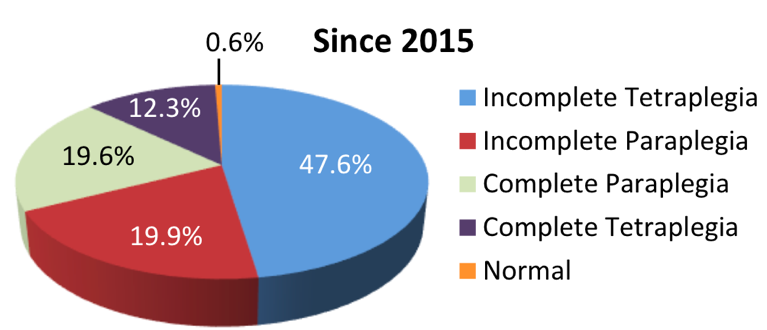 Since 2015
0.6%
12.3%
47.6%
19.6%
19.9%
Incomplete Tetraplegia
Incomplete Paraplegia
Complete Paraplegia
Complete Tetraplegia
Normal